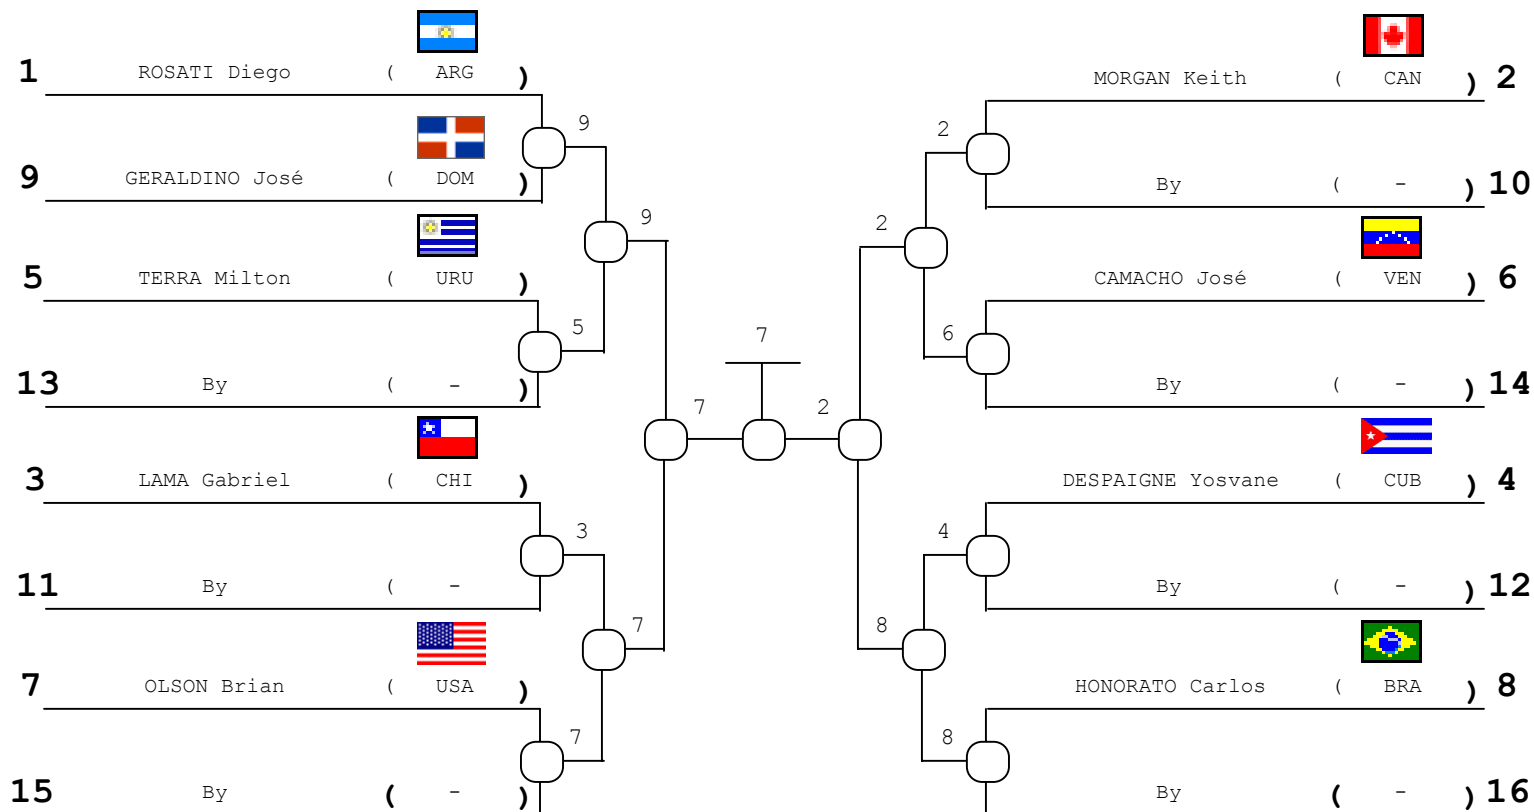 1 ROSATI Diego ( ARG )
9
9 GERALDINO José ( DOM )
9
5 TERRA Milton ( URU )
5
13 By ( - )
7
3 LAMA Gabriel ( CHI )
3
11 By ( -
7
7 OLSON Brian ( USA )
7
15 By ( - )
7
MORGAN Keith ( CAN ) 2
2
By ( - ) 10
2
CAMACHO José ( VEN ) 6
6
By ( - ) 14
2
DESPAIGNE Yosvane ( CUB ) 4
4
By ( - ) 12
8
HONORATO Carlos ( BRA ) 8
8
By ( - ) 16